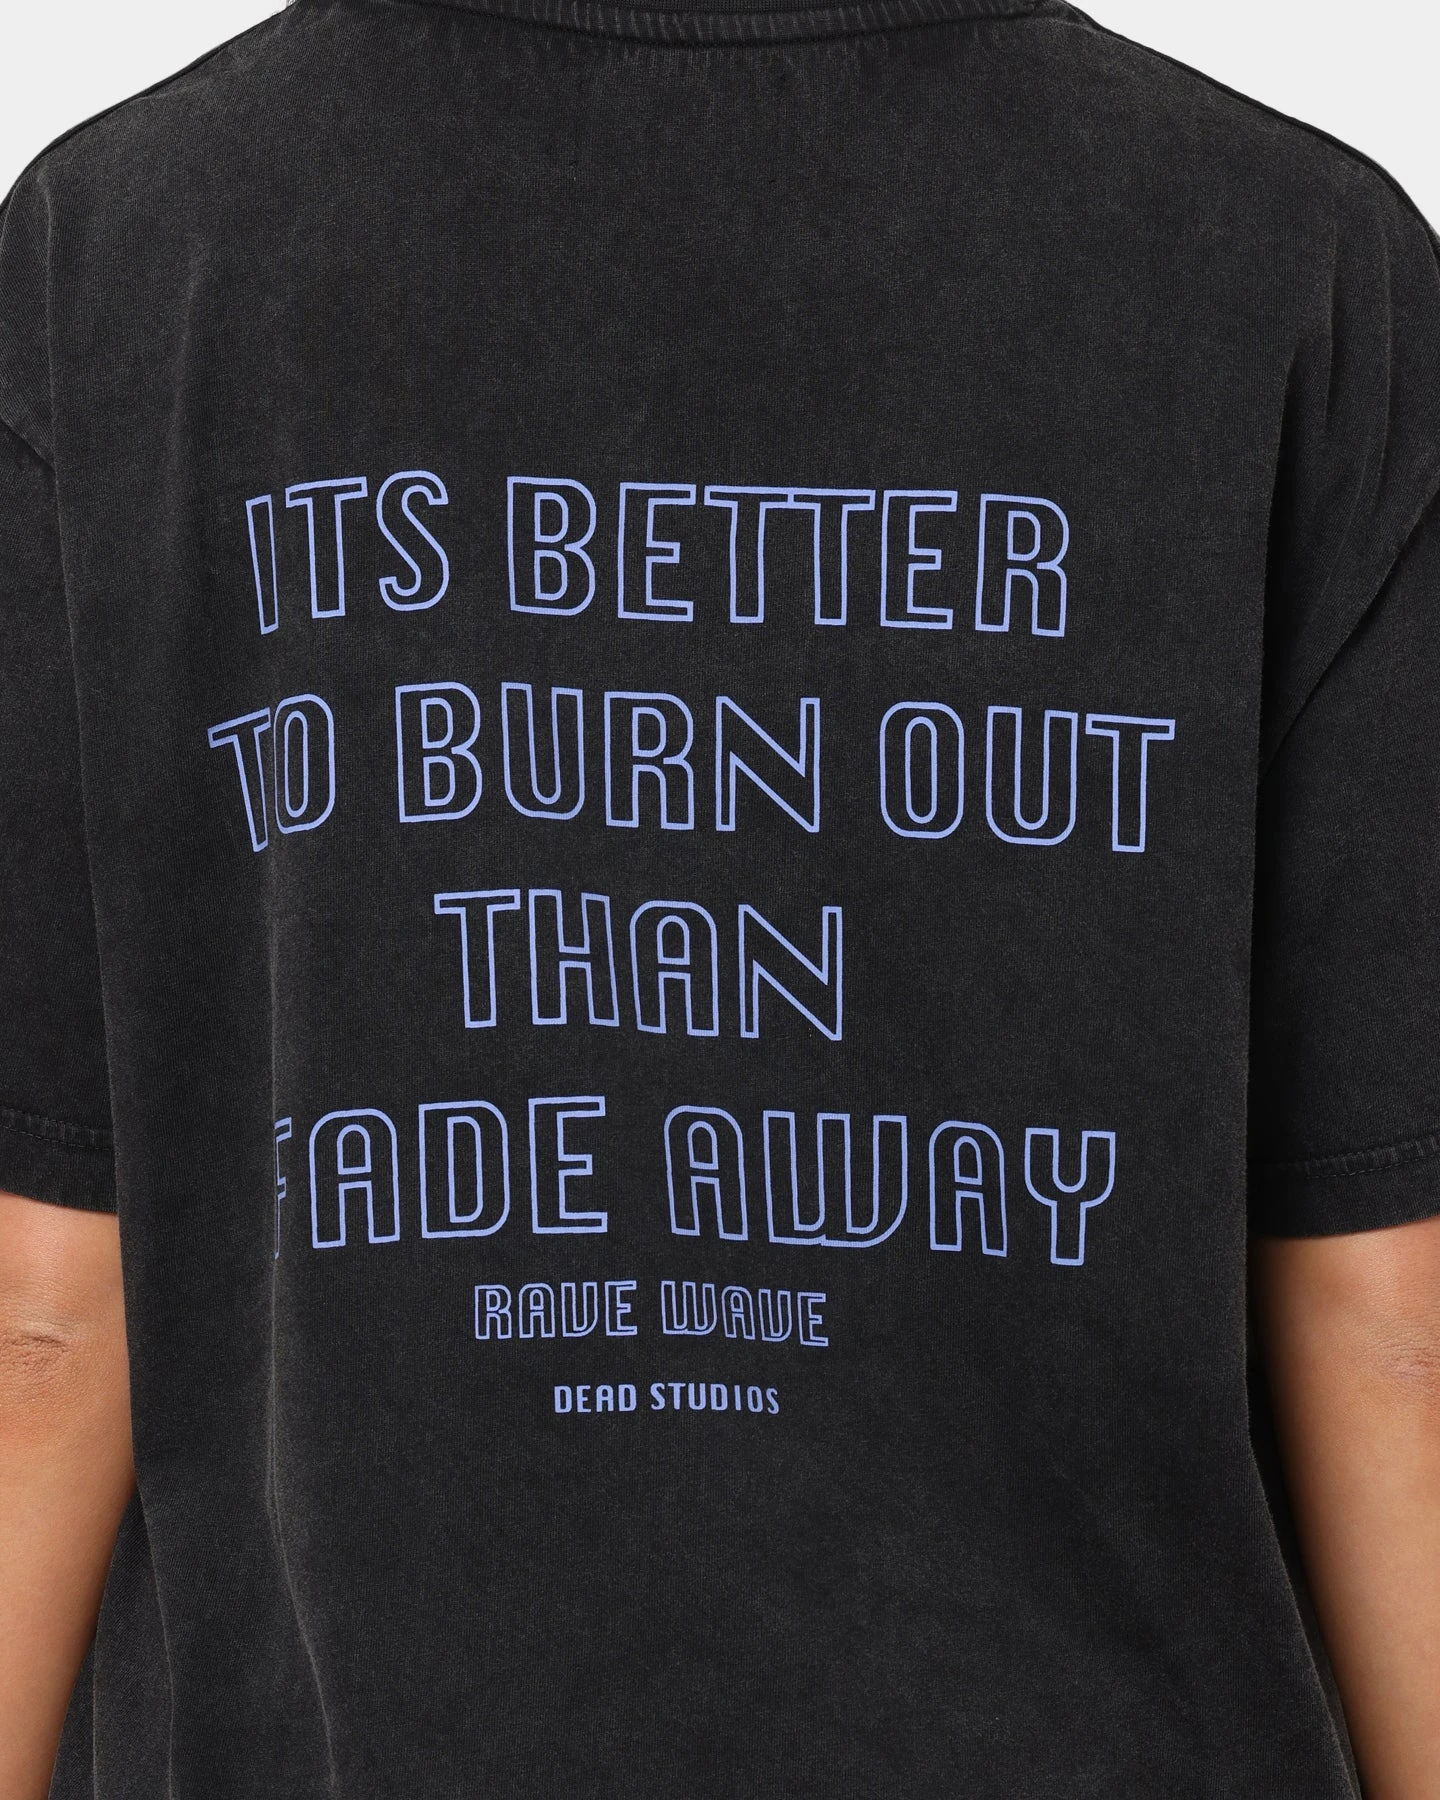 ITS BETTER
TO BURN OUT
THAN
FADE AWAY
RAVE WAVE
DEAD STUDIOS